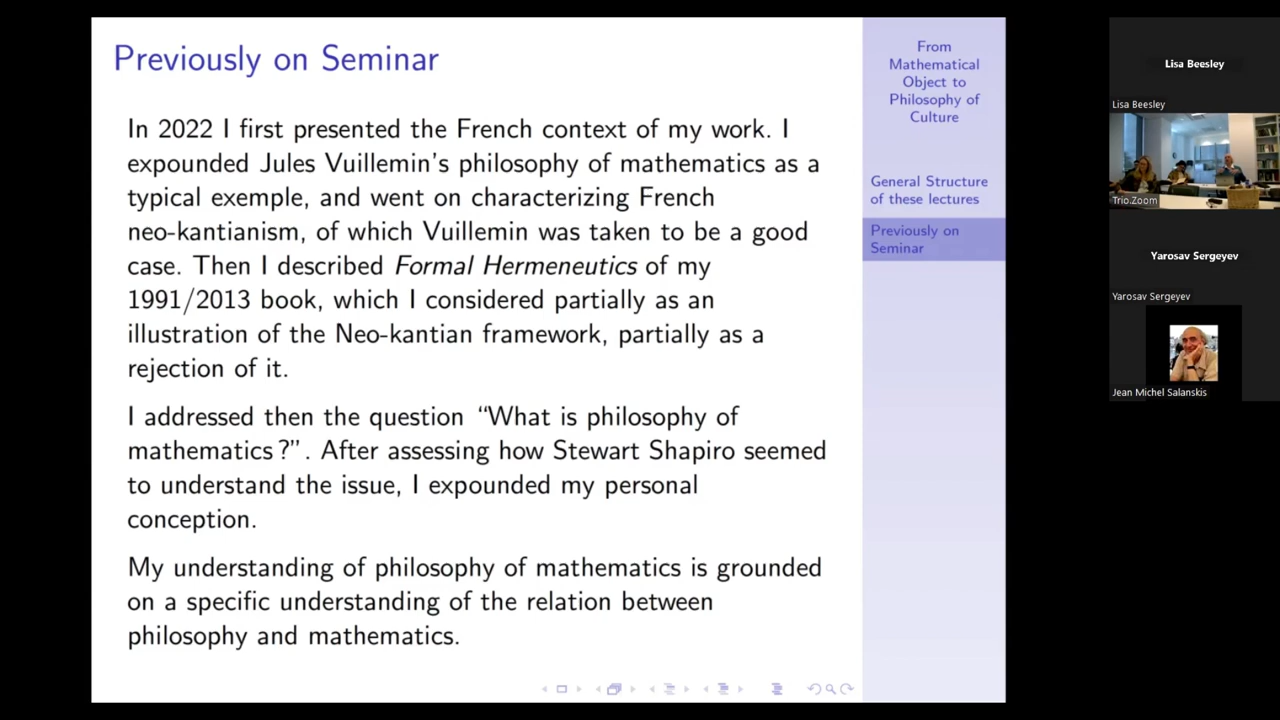 Previously on Seminar
In 2022 I first presented the French context of my work. I
expounded Jules Vuillemin's philosophy of mathematics as a
typical exemple, and went on characterizing French
neo-kantianism, of which Vuillemin was taken to be a good
case. Then I described Formal Hermeneutics of my
1991/2013 book, which I considered partially as an
illustration of the Neo-kantian framework, partially as a
rejection of it.
I addressed then the question “What is philosophy of
mathematics ?”. After assessing how Stewart Shapiro seemed
to understand the issue, I expounded my personal
conception.
My understanding of philosophy of mathematics is grounded
on a specific understanding of the relation between
philosophy and mathematics.
From
Mathematical
Object to
Philosophy of
Culture
General Structure
of these lectures
Previously on
Seminar
Lisa Beesley
Lisa Beesley
Trio.Zoom
Yarosav Sergeyev
Yarosav Sergeyev
Jean Michel Salanskis